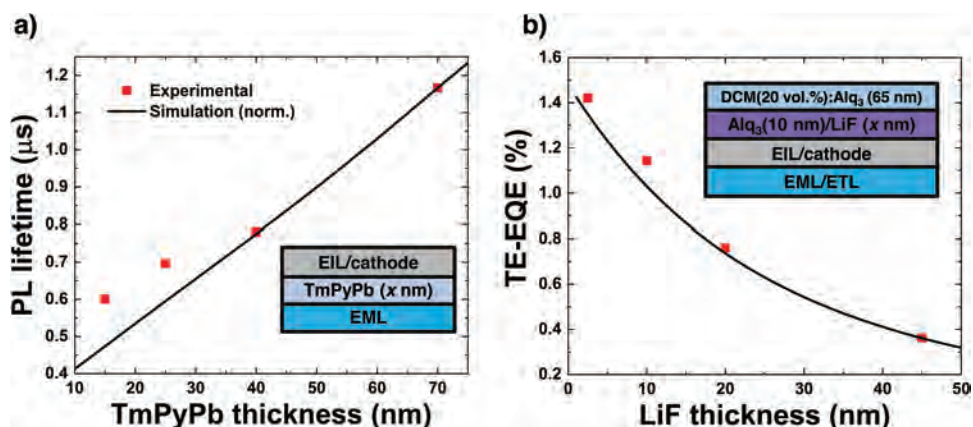 a)
PL lifetime (μs)
1.2
1.1
1.0
0.9
0.8
0.7
0.6
0.5
0.4
Experimental
Simulation (norm.)
EIL/cathode
TmPyPb (x nm)
EML
10 20 30 40 50 60 70
TmPyPb thickness (nm)
b)
TE-EQE (%)
1.6
1.4
1.2
1.0
0.8
0.6
0.4
0.2
DCM(20 vol.%):Alq₃ (65 nm)
Alq₃(10 nm)/LiF (x nm)
EIL/cathode
EML/ETL
0 10 20 30 40 50
LiF thickness (nm)